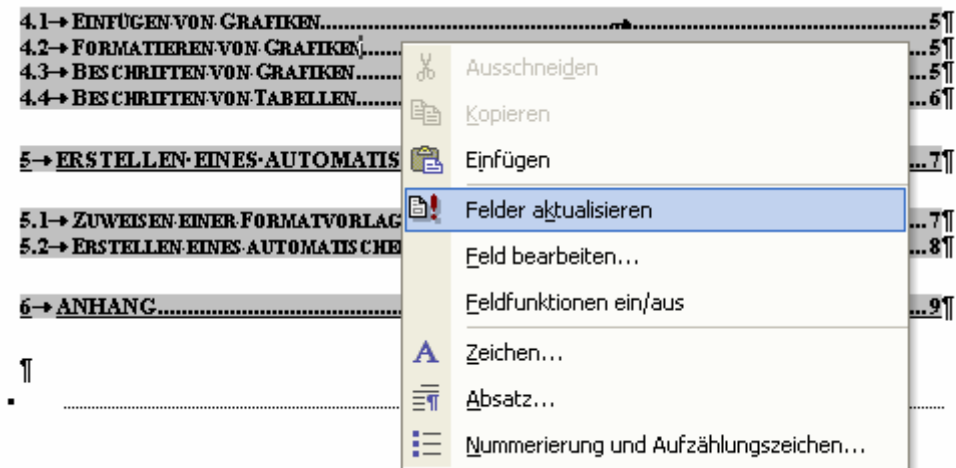 4.1→ EINFÜGEN·VON·GRAFIKEN...5¶
4.2→ FORMATIEREN·VON·GRAFIKEN...5¶
4.3→ BESCHRIFTEN·VON·GRAFIKEN...5¶
4.4→ BESCHRIFTEN·VON·TABELLEN...6¶
5→ ERSTELLEN·EINES·AUTOMATIS...7¶
5.1→ ZUWEISEN·EINER·FORMATVORLAG...7¶
5.2→ ERSTELLEN·EINES·AUTOMATISCHE...8¶
6→ ANHANG...9¶
¶
Ausschneiden
Kopieren
Einfügen
Felder aktualisieren
Feld bearbeiten...
Feldfunktionen ein/aus
Zeichen...
Absatz...
Nummerierung und Aufzählungszeichen...